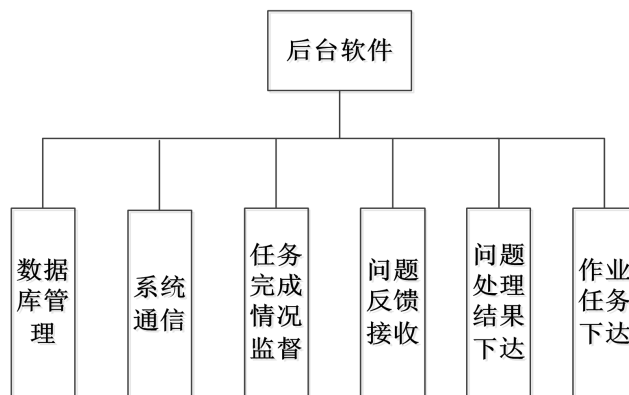 后台软件
数据
库管
理
系统
通信
任务
完成
情况
监督
问题
反馈
接收
问题
处理
结果
下达
作业
任务
下达